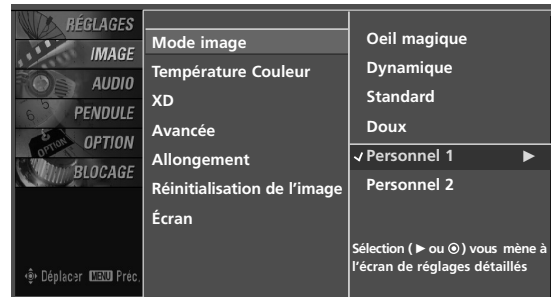 RÉGLAGES
IMAGE
AUDIO
PENDULE
OPTION
BLOCAGE
Déplacer MENU Préc.
Mode image
Température Couleur
XD
Avancée
Allongement
Réinitialisation de l'image
Écran
Oeil magique
Dynamique
Standard
Doux
✓ Personnel 1 ►
Personnel 2
Sélection ( ► ou ⊙ ) vous mène à
l'écran de réglages détaillés